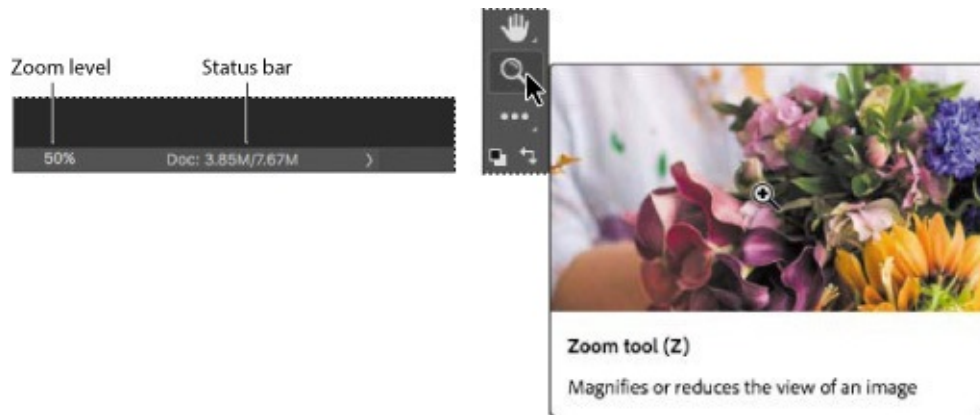 Zoom level
Status bar
50%
Doc: 3.85M/7.67M
Zoom tool (Z)
Magnifies or reduces the view of an image